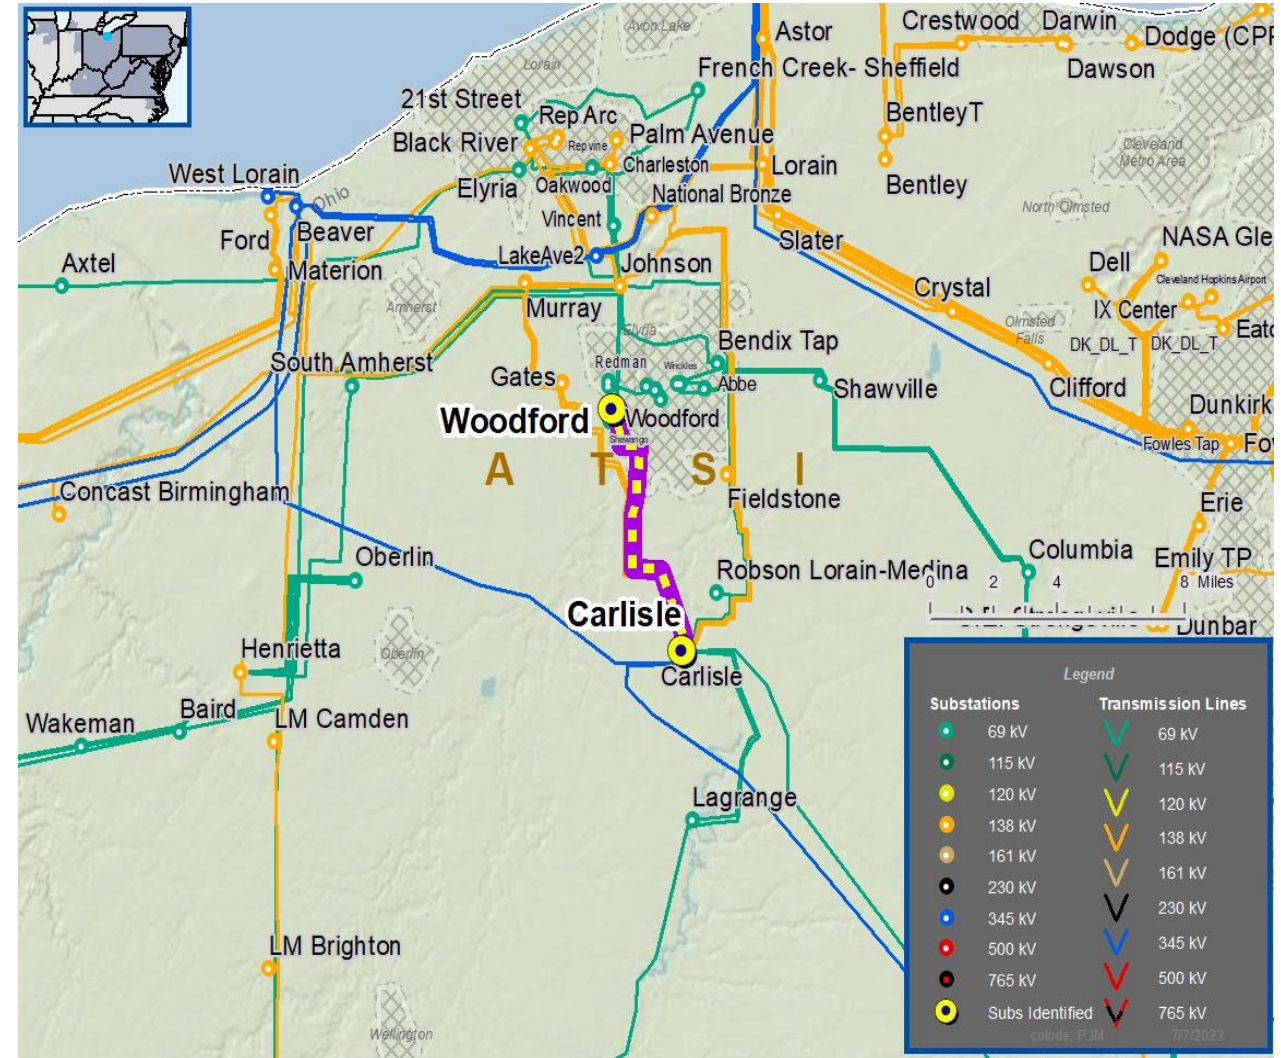 Avon Lake
Astor
Crestwood
Darwin
Dodge (CPP
Dawson
Lorain
French Creek- Sheffield
21st Street
Rep Arc
BentleyT
Black River
Repvine
Palm Avenue
Cleveland
Metro Area
West Lorain
Charleston
Lorain
Elyria
Oakwood
National Bronze
Bentley
Ohio
Vincent
North Olmsted
Ford
Beaver
Slater
NASA Gle
LakeAve2
Johnson
Axtel
Materion
Dell
Cleveland Hopkins Airport
Crystal
Amherst
Murray
IX Center
Olmsted
Falls
Eato
Elyria
Bendix Tap
DK_DL_T
DK_DL_T
South Amherst
Redman
Winckles
Gates
Abbe
Shawville
Clifford
Woodford
Woodford
Dunkirk
Shewango
Fowles Tap
Fo
A T S I
Concast Birmingham
Fieldstone
Erie
Oberlin
Columbia
Emily TP
Robson Lorain-Medina
0 2 4 8 Miles
Carlisle
Dunbar
Henrietta
Oberlin
Carlisle
Baird
LM Camden
Wakeman
Lagrange
LM Brighton
Wellington
Legend
Substations
Transmission Lines
69 kV
69 kV
115 kV
115 kV
120 kV
120 kV
138 kV
138 kV
161 kV
161 kV
230 kV
230 kV
345 kV
345 kV
500 kV
500 kV
765 kV
765 kV
Subs Identified
colode: PJM
7/7/2023